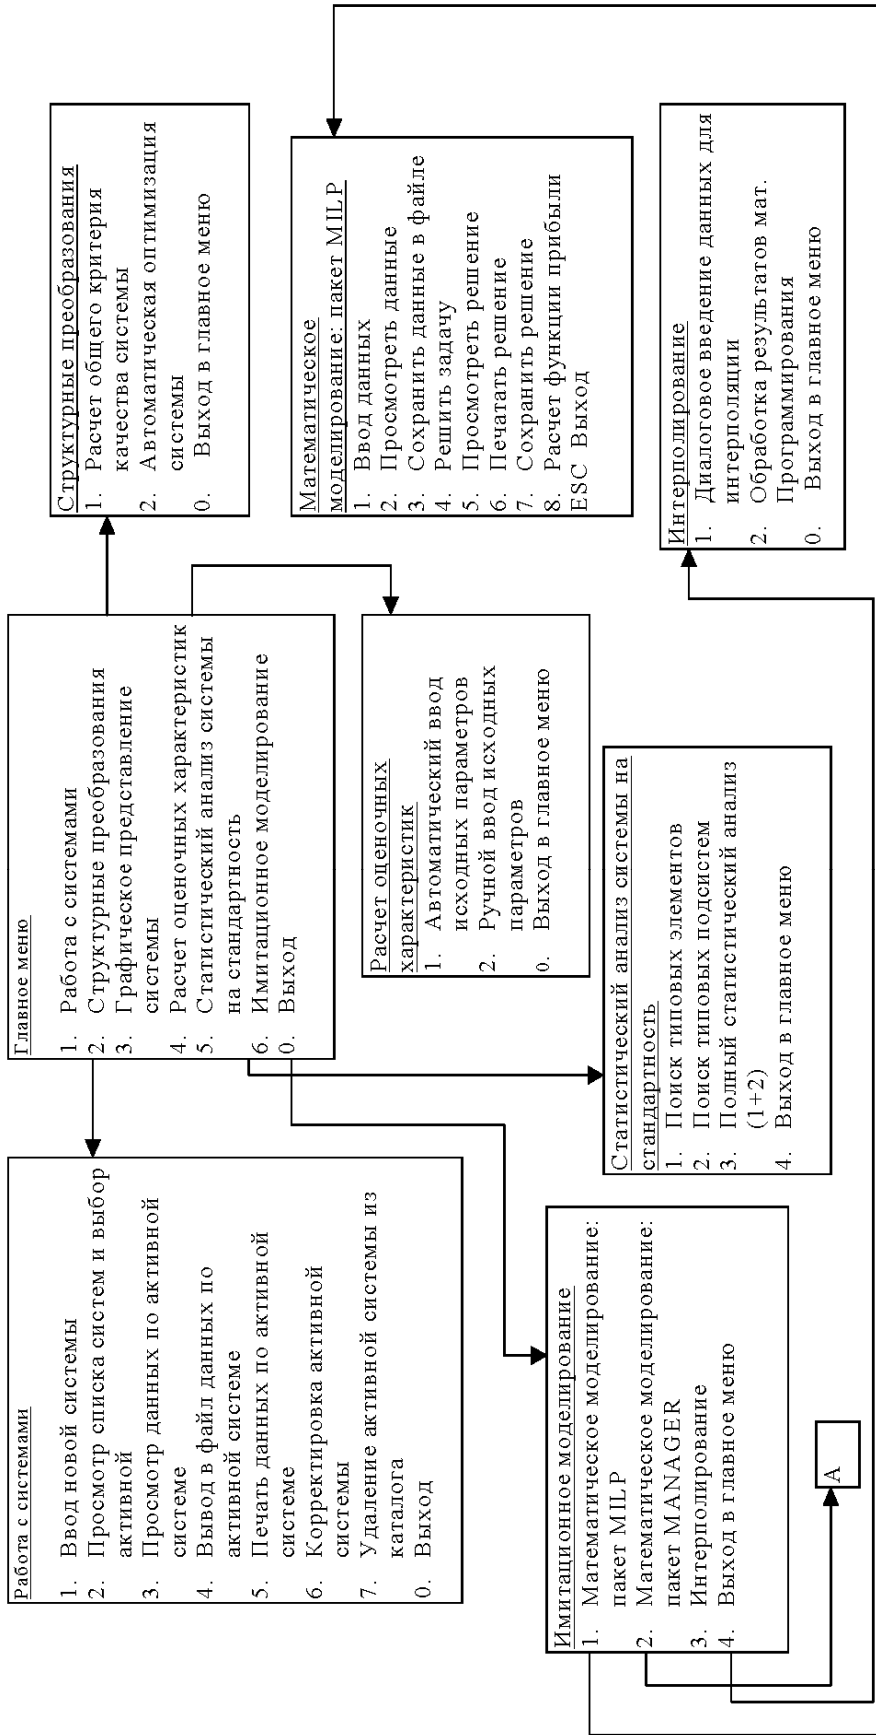 Работа с системами
1. Ввод новой системы
2. Просмотр списка систем и выбор
активной
3. Просмотр данных по активной
системе
4. Вывод в файл данных по
активной системе
5. Печать данных по активной
системе
6. Корректировка активной
системы
7. Удаление активной системы из
каталога
0. Выход
Главное меню
1. Работа с системами
2. Структурные преобразования
3. Графическое представление
системы
4. Расчет оценочных характеристик
5. Статистический анализ системы
на стандартность
6. Имитационное моделирование
0. Выход
Структурные преобразования
1. Расчет общего критерия
качества системы
2. Автоматическая оптимизация
системы
0. Выход в главное меню
Математическое
моделирование: пакет MILP
1. Ввод данных
2. Просмотреть данные
3. Сохранить данные в файле
4. Решить задачу
5. Просмотреть решение
6. Печатать решение
7. Сохранить решение
8. Расчет функции прибыли
ESC Выход
Расчет оценочных
характеристик
1. Автоматический ввод
исходных параметров
2. Ручной ввод исходных
параметров
0. Выход в главное меню
Имитационное моделирование
1. Математическое моделирование:
пакет MILP
2. Математическое моделирование:
пакет MANAGER
3. Интерполирование
4. Выход в главное меню
Статистический анализ системы на
стандартность
1. Поиск типовых элементов
2. Поиск типовых подсистем
3. Полный статистический анализ
(1+2)
4. Выход в главное меню
Интерполирование
1. Диалоговое введение данных для
интерполяции
2. Обработка результатов мат.
Программирования
0. Выход в главное меню
А